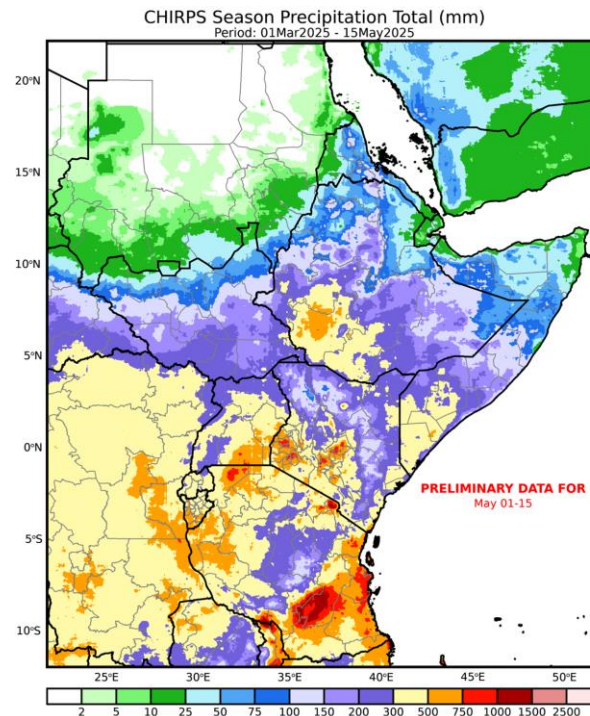 CHIRPS Season Precipitation Total (mm)
Period: 01Mar2025 - 15May2025
20°N
15°N
10°N
5°N
0°N
5°S
10°S
PRELIMINARY DATA FOR
May 01-15
25°E 30°E 35°E 40°E 45°E 50°E
2 5 10 25 50 75 100 150 200 300 500 750 1000 1500 2500